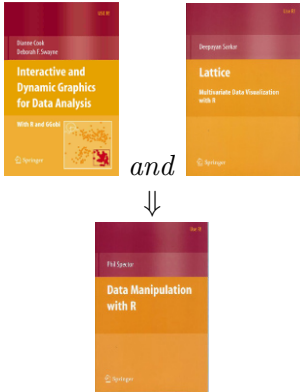 USE R!
Dianne Cook
Deborah F. Swayne
Interactive and
Dynamic Graphics
for Data Analysis
With R and GGobi
Springer
Use R!
Deepayan Sarkar
Lattice
Multivariate Data Visualization
with R
Springer
and
⇓
Use R!
Phil Spector
Data Manipulation
with R
Springer